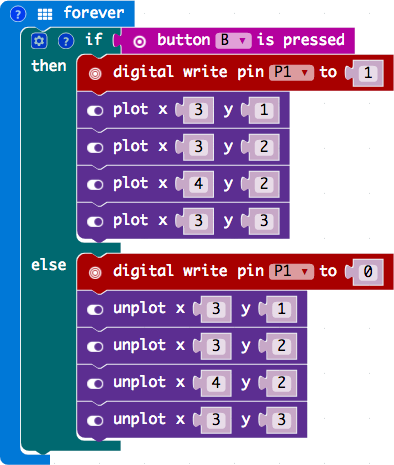 ? forever
? if button B ▾ is pressed
then digital write pin P1 ▾ to 1
plot x 3 y 1
plot x 3 y 2
plot x 4 y 2
plot x 3 y 3
else digital write pin P1 ▾ to 0
unplot x 3 y 1
unplot x 3 y 2
unplot x 4 y 2
unplot x 3 y 3